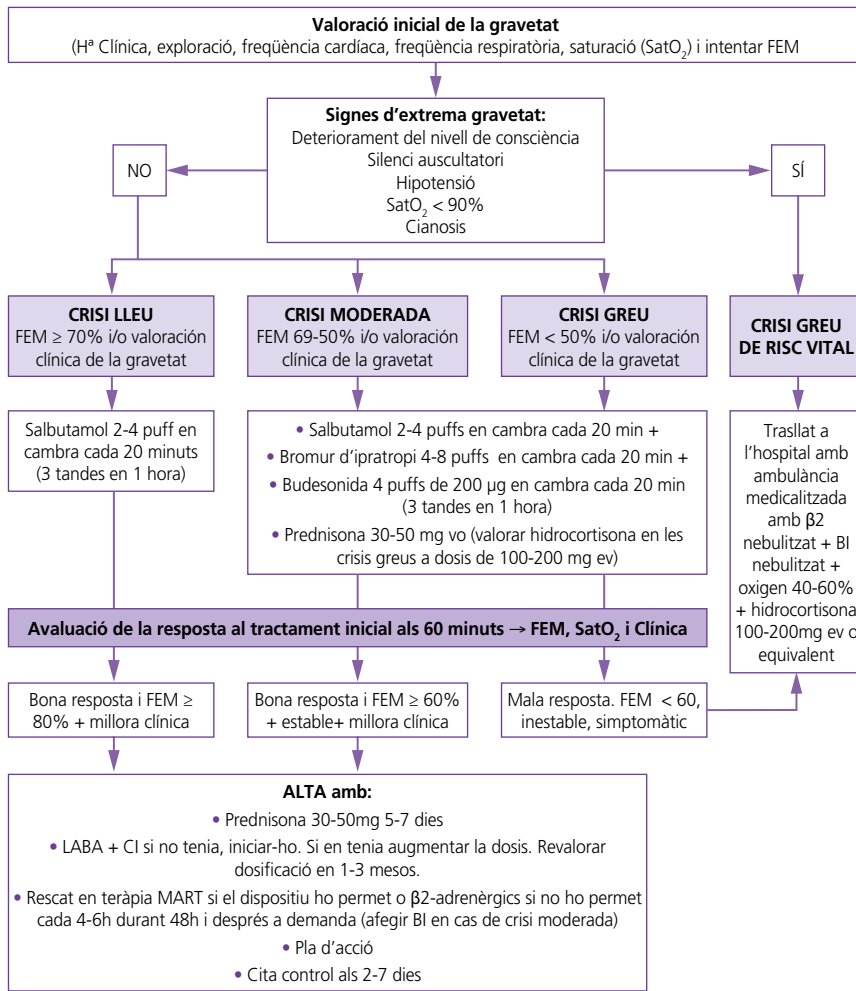 Valoració inicial de la gravetat
(Hª Clínica, exploració, freqüència cardíaca, freqüència respiratòria, saturació (SatO₂) i intentar FEM
Signes d'extrema gravetat:
Deteriorament del nivell de consciència
Silenci auscultatori
Hipotensió
SatO₂ < 90%
Cianosis
NO
SÍ
CRISI LLEU
FEM ≥ 70% i/o valoración
clínica de la gravetat
CRISI MODERADA
FEM 69-50% i/o valoración
clínica de la gravetat
CRISI GREU
FEM < 50% i/o valoración
clínica de la gravetat
CRISI GREU
DE RISC VITAL
Salbutamol 2-4 puff en
cambra cada 20 minuts
(3 tandes en 1 hora)
• Salbutamol 2-4 puffs en cambra cada 20 min +
• Bromur d'ipratropi 4-8 puffs en cambra cada 20 min +
• Budesonida 4 puffs de 200 µg en cambra cada 20 min
(3 tandes en 1 hora)
• Prednisona 30-50 mg vo (valorar hidrocortisona en les
crisis greus a dosis de 100-200 mg ev)
Trasllat a
l'hospital amb
ambulància
medicalitzada
amb β2
nebulitzat + BI
nebulitzat +
oxigen 40-60%
+ hidrocortisona
100-200mg ev o
equivalent
Avaluació de la resposta al tractament inicial als 60 minuts → FEM, SatO₂ i Clínica
Bona resposta i FEM ≥
80% + millora clínica
Bona resposta i FEM ≥ 60%
+ estable+ millora clínica
Mala resposta. FEM < 60,
inestable, simptomàtic
ALTA amb:
• Prednisona 30-50mg 5-7 dies
• LABA + CI si no tenia, iniciar-ho. Si en tenia augmentar la dosis. Revalorar
dosificació en 1-3 mesos.
• Rescat en teràpia MART si el dispositiu ho permet o β2-adrenèrgics si no ho permet
cada 4-6h durant 48h i després a demanda (afegir BI en cas de crisi moderada)
• Pla d'acció
• Cita control als 2-7 dies